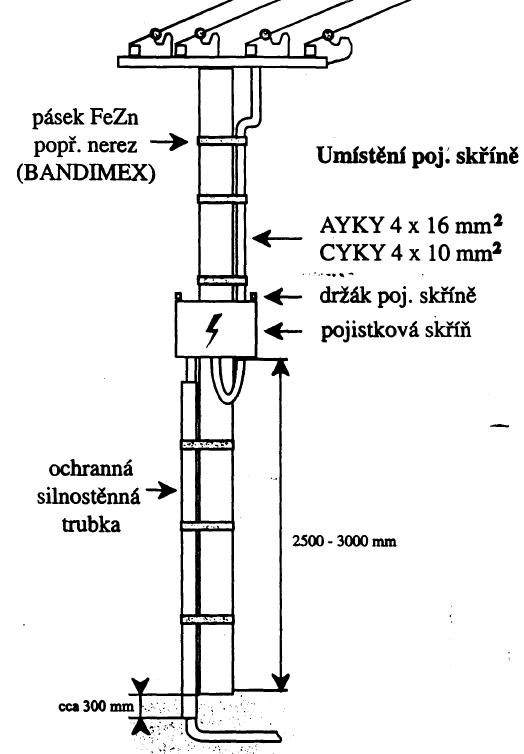 pásek FeZn
popř. nerez
(BANDIMEX)
Umístění poj. skříně
AYKY 4 x 16 mm²
CYKY 4 x 10 mm²
držák poj. skříně
pojistková skříň
ochranná
silnostěnná
trubka
2500 - 3000 mm
cca 300 mm